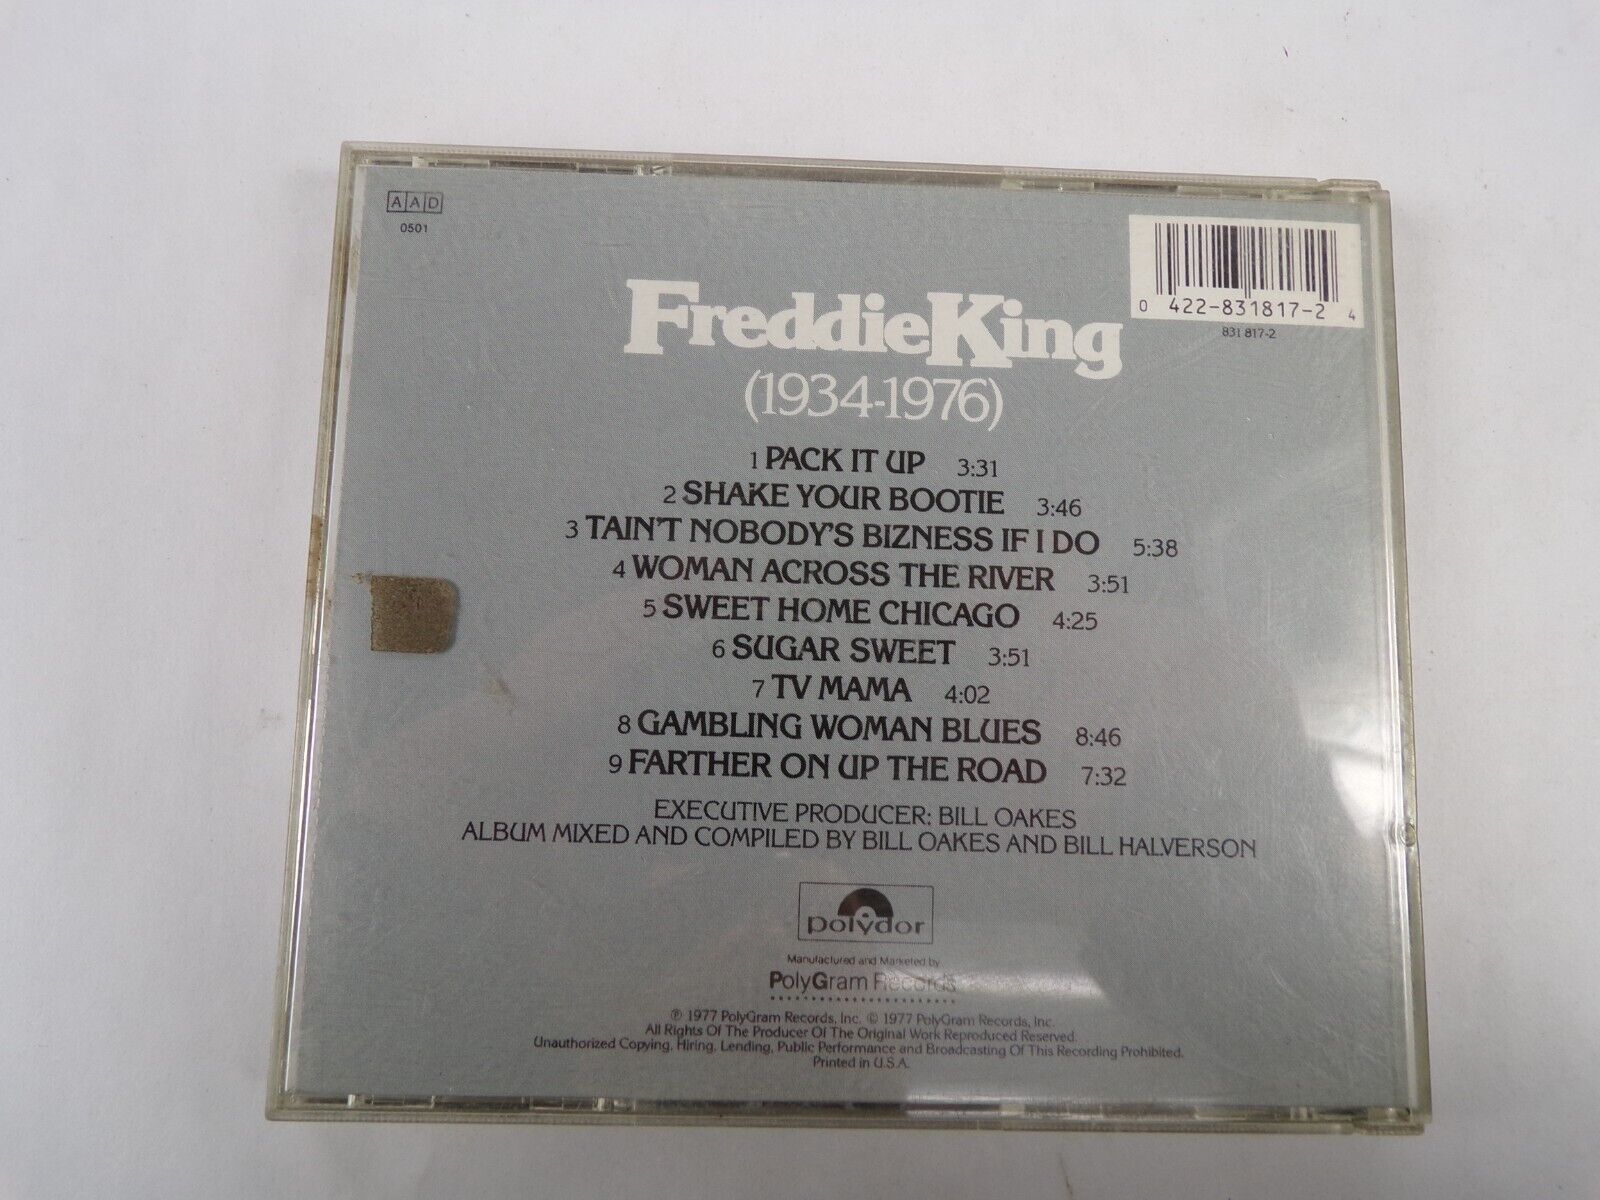 AAD
0501
0 422-831817-2 4
831 817-2
FreddieKing
(1934-1976)
1 PACK IT UP 3:31
2 SHAKE YOUR BOOTIE 3:46
3 TAIN'T NOBODY'S BIZNESS IF I DO 5:38
4 WOMAN ACROSS THE RIVER 3:51
5 SWEET HOME CHICAGO 4:25
6 SUGAR SWEET 3:51
7 TV MAMA 4:02
8 GAMBLING WOMAN BLUES 8:46
9 FARTHER ON UP THE ROAD 7:32
EXECUTIVE PRODUCER: BILL OAKES
ALBUM MIXED AND COMPILED BY BILL OAKES AND BILL HALVERSON
polydor
Manufactured and Marketed by
PolyGram Records
℗ 1977 PolyGram Records, Inc. © 1977 PolyGram Records, Inc.
All Rights Of The Producer Of The Original Work Reproduced Reserved.
Unauthorized Copying, Hiring, Lending, Public Performance and Broadcasting Of This Recording Prohibited.
Printed in U.S.A.